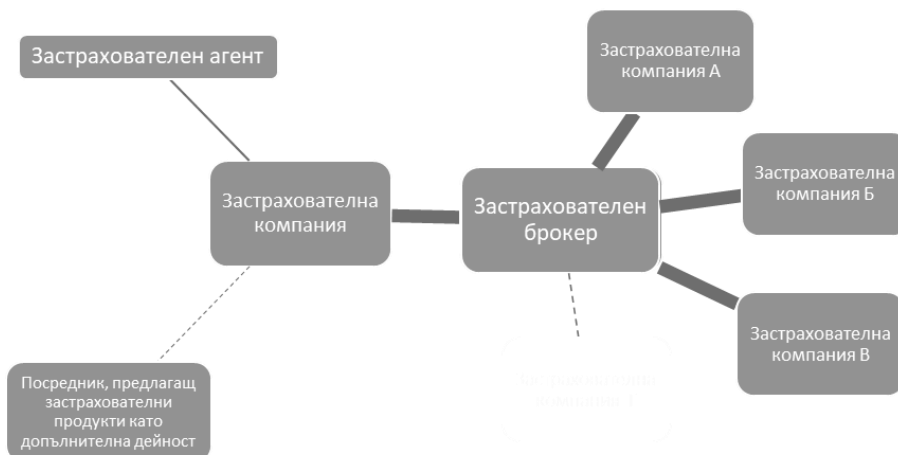 Застрахователен агент
Застрахователна
компания А
Застрахователна
компания
Застрахователен
брокер
Застрахователна
компания Б
Застрахователна
компания В
Посредник, предлагащ
застрахователни
продукти като
допълнителна дейност